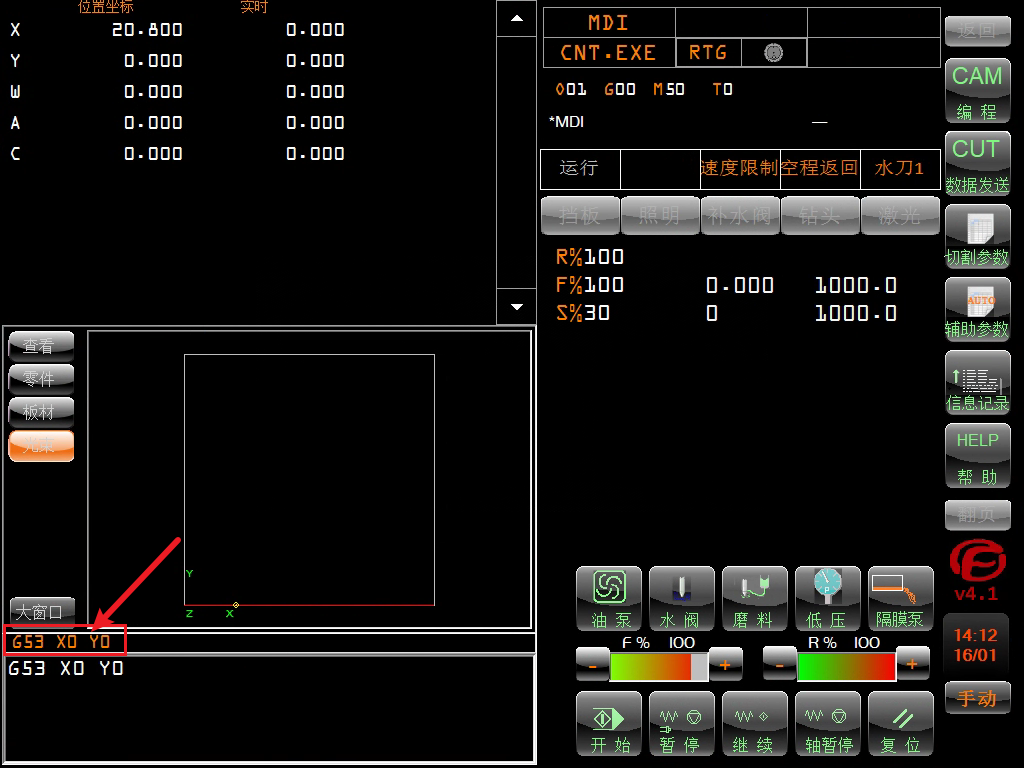 位置坐标 实时
X 20.800 0.000
Y 0.000 0.000
W 0.000 0.000
A 0.000 0.000
C 0.000 0.000
查看
零件
板材
光束
Y
Z X
大窗口
G53 X0 Y0
G53 X0 Y0
MDI
CNT.EXE RTG
O01 G00 M50 T0
*MDI —
运行 速度限制 空程返回 水刀1
挡板 照明 补水阀 钻头 激光
R%100
F%100 0.000 1000.0
S%30 0 1000.0
油泵 水阀 磨料 低压 隔膜泵
F % 100 R % 100
- + - +
开始 暂停 继续 轴暂停 复位
返回
CAM
编程
CUT
数据发送
切割参数
AUTO
辅助参数
信息记录
HELP
帮助
翻页
v4.1
14:12
16/01
手动